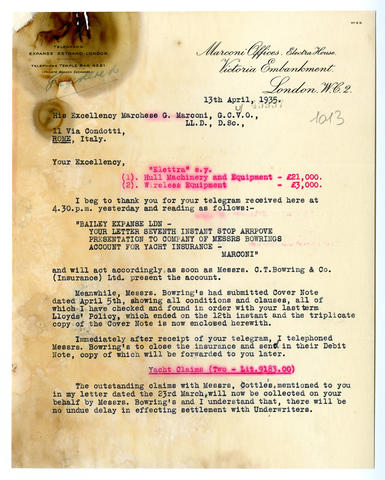 TELEPHONE
EXPANSE ESTRAND-LONDON.
TELEPHONE TEMPLE BAR 4321
(PRIVATE BRANCH EXCHANGE)
Marconi Offices, Electra House,
Victoria Embankment,
London, W.C.2.
13th April, 1935.
1013
His Excellency Marchese G. Marconi, G.C.V.O.,
LL.D., D.Sc.,
11 Via Condotti,
ROME, Italy.
Your Excellency,
"Elettra" s.y.
(1). Hull Machinery and Equipment - £21,000.
(2). Wireless Equipment - £3,000.
I beg to thank you for your telegram received here at
4.30.p.m. yesterday and reading as follows:-
"BAILEY EXPANSE LDN -
YOUR LETTER SEVENTH INSTANT STOP ARRPOVE
PRESENTATION TO COMPANY OF MESSRS BOWRINGS
ACCOUNT FOR YACHT INSURANCE -
MARCONI"
and will act accordingly as soon as Messrs. C.T.Bowring & Co.
(Insurance) Ltd. present the account.
Meanwhile, Messrs. Bowring's had submitted Cover Note
dated April 5th, showing all conditions and clauses, all of
which I have checked and found in order with your last term
Lloyds' Policy, which ended on the 12th instant and the triplicate
copy of the Cover Note is now enclosed herewith.
Immediately after receipt of your telegram, I telephoned
Messrs. Bowring's to close the insurance and send in their Debit
Note, copy of which will be forwarded to you later.
Yacht Claims (Two - Lit.9183.00)
The outstanding claims with Messrs. Cottles, mentioned to you
in my letter dated the 23rd March, will now be collected on your
behalf by Messrs. Bowring's and I understand that, there will be
no undue delay in effecting settlement with Underwriters.